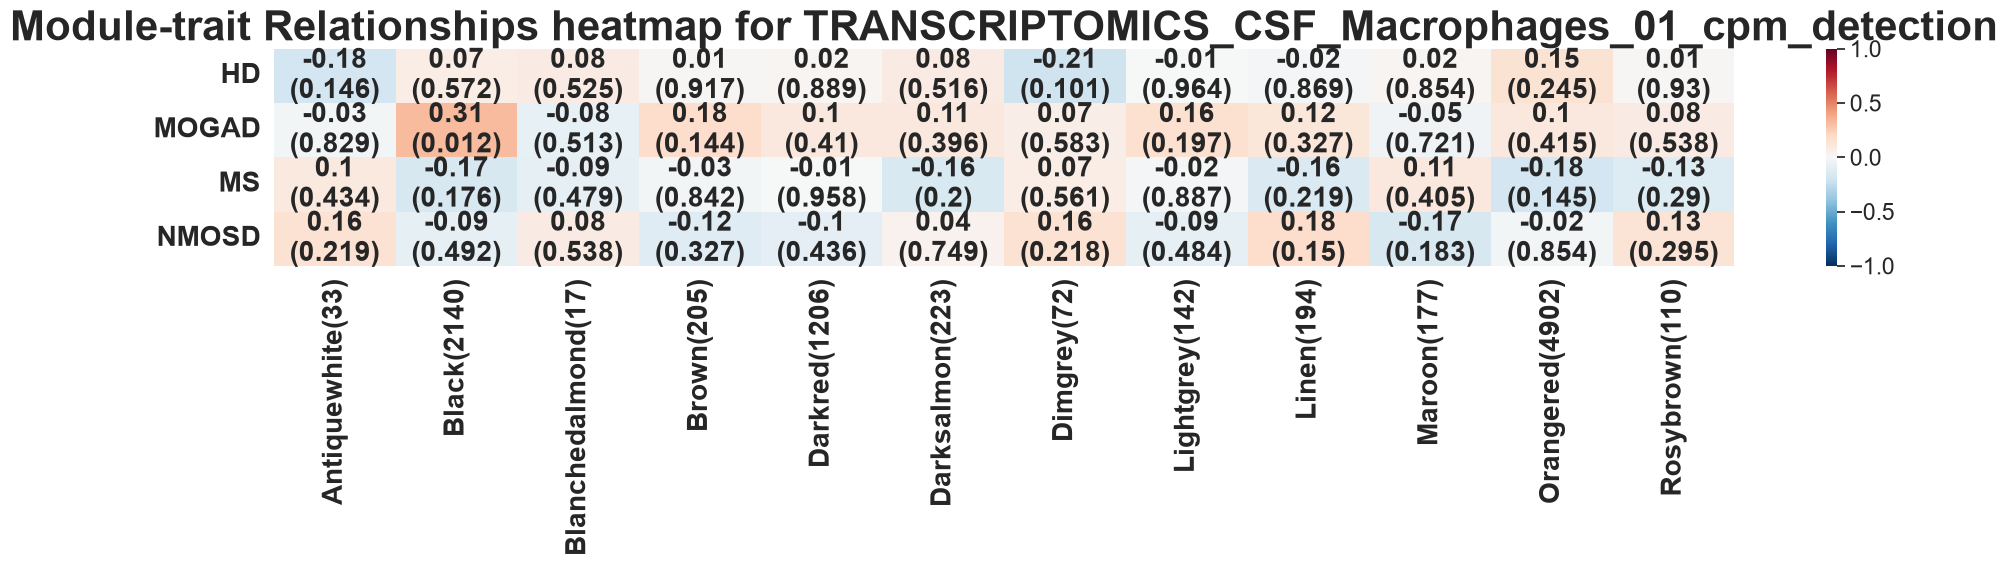 Module-trait Relationships heatmap for TRANSCRIPTOMICS_CSF_Macrophages_01_cpm_detection
HD
-0.18 0.07 0.08 0.01 0.02 0.08 -0.21 -0.01 -0.02 0.02 0.15 0.01
(0.146) (0.572) (0.525) (0.917) (0.889) (0.516) (0.101) (0.964) (0.869) (0.854) (0.245) (0.93)
MOGAD
-0.03 0.31 -0.08 0.18 0.1 0.11 0.07 0.16 0.12 -0.05 0.1 0.08
(0.829) (0.012) (0.513) (0.144) (0.41) (0.396) (0.583) (0.197) (0.327) (0.721) (0.415) (0.538)
MS
0.1 -0.17 -0.09 -0.03 -0.01 -0.16 0.07 -0.02 -0.16 0.11 -0.18 -0.13
(0.434) (0.176) (0.479) (0.842) (0.958) (0.2) (0.561) (0.887) (0.219) (0.405) (0.145) (0.29)
NMOSD
0.16 -0.09 0.08 -0.12 -0.1 0.04 0.16 -0.09 0.18 -0.17 -0.02 0.13
(0.219) (0.492) (0.538) (0.327) (0.436) (0.749) (0.218) (0.484) (0.15) (0.183) (0.854) (0.295)
Antiquewhite(33)
Black(2140)
Blanchedalmond(17)
Brown(205)
Darkred(1206)
Darksalmon(223)
Dimgrey(72)
Lightgrey(142)
Linen(194)
Maroon(177)
Orangered(4902)
Rosybrown(110)
1.0
0.5
0.0
−0.5
−1.0